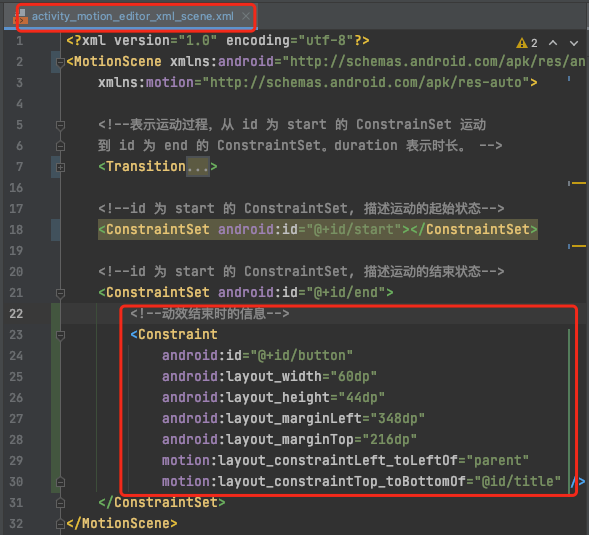 activity_motion_editor_xml_scene.xml
1 <?xml version="1.0" encoding="utf-8"?>
2 <MotionScene xmlns:android="http://schemas.android.com/apk/res/an
3 xmlns:motion="http://schemas.android.com/apk/res-auto">
4
5 <!--表示运动过程，从 id 为 start 的 ConstrainSet 运动
6 到 id 为 end 的 ConstraintSet。duration 表示时长。 -->
7 <Transition...>
16
17 <!--id 为 start 的 ConstraintSet, 描述运动的起始状态-->
18 <ConstraintSet android:id="@+id/start"></ConstraintSet>
19
20 <!--id 为 start 的 ConstraintSet, 描述运动的结束状态-->
21 <ConstraintSet android:id="@+id/end">
22 <!--动效结束时的信息-->
23 <Constraint
24 android:id="@+id/button"
25 android:layout_width="60dp"
26 android:layout_height="44dp"
27 android:layout_marginLeft="348dp"
28 android:layout_marginTop="216dp"
29 motion:layout_constraintLeft_toLeftOf="parent"
30 motion:layout_constraintTop_toBottomOf="@id/title" />
31 </ConstraintSet>
32 </MotionScene>
2